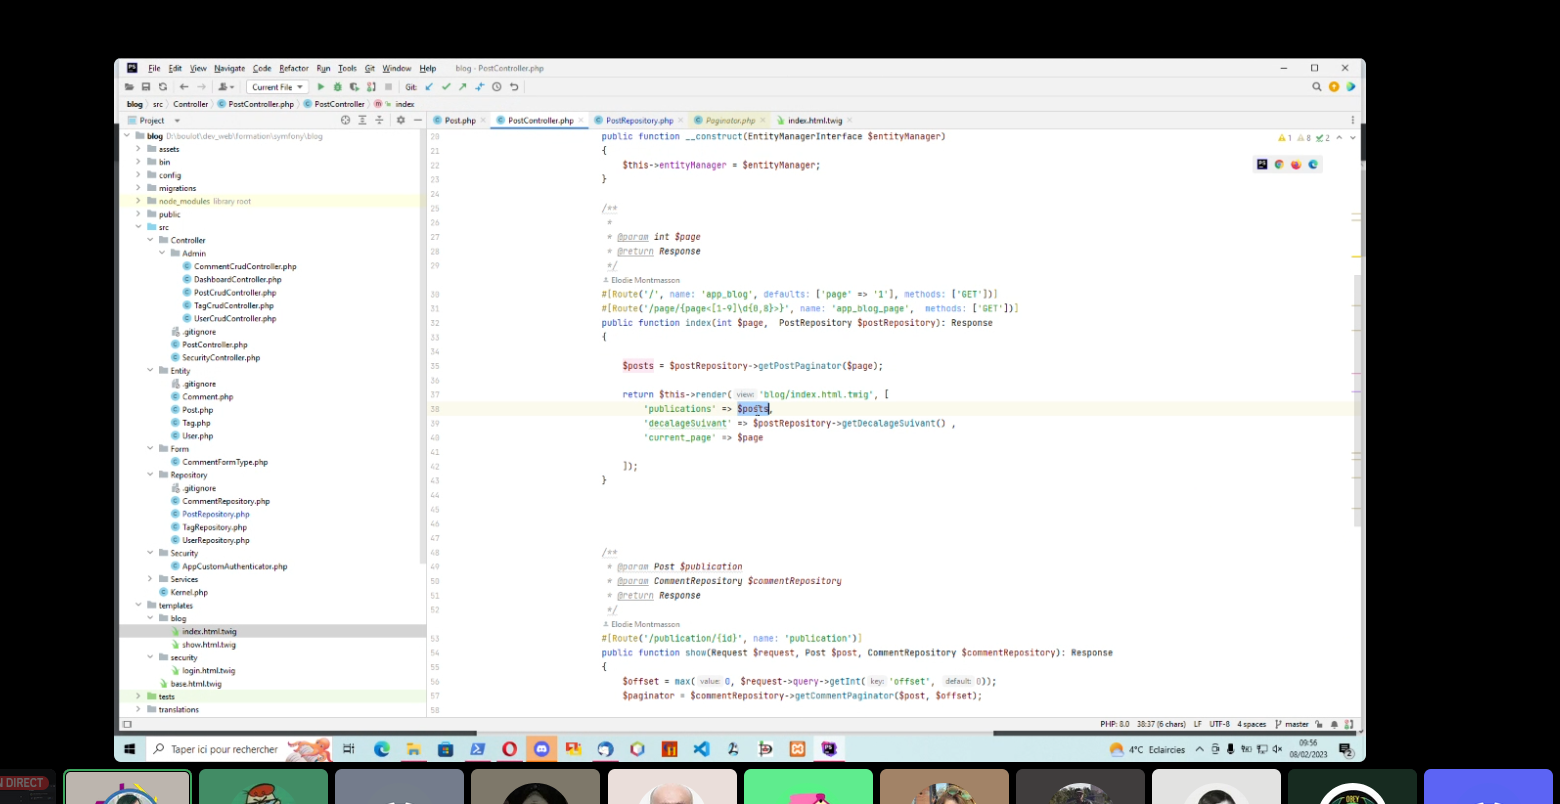 File Edit View Navigate Code Refactor Run Tools Git Window Help blog - PostController.php
Current File Git:
blog src Controller PostController.php PostController index
Project
Post.php PostController.php PostRepository.php Paginator.php index.html.twig
blog D:\boulot\dev_web\formation\symfony\blog
assets
bin
config
migrations
node_modules library root
public
src
Controller
Admin
CommentCrudController.php
DashboardController.php
PostCrudController.php
TagCrudController.php
UserCrudController.php
.gitignore
PostController.php
SecurityController.php
Entity
.gitignore
Comment.php
Post.php
Tag.php
User.php
Form
CommentFormType.php
Repository
.gitignore
CommentRepository.php
PostRepository.php
TagRepository.php
UserRepository.php
Security
AppCustomAuthenticator.php
Services
Kernel.php
templates
blog
index.html.twig
show.html.twig
security
login.html.twig
base.html.twig
tests
translations
1 8 2
20 public function __construct(EntityManagerInterface $entityManager)
21 {
22 $this->entityManager = $entityManager;
23 }
24
25 /**
26 *
27 * @param int $page
28 * @return Response
29 */
Elodie Montmasson
30 #[Route('/', name: 'app_blog', defaults: ['page' => '1'], methods: ['GET'])]
31 #[Route('/page/{page<[1-9]\d{0,8}>}', name: 'app_blog_page', methods: ['GET'])]
32 public function index(int $page, PostRepository $postRepository): Response
33 {
34
35 $posts = $postRepository->getPostPaginator($page);
36
37 return $this->render( view: 'blog/index.html.twig', [
38 'publications' => $posts,
39 'decalageSuivant' => $postRepository->getDecalageSuivant() ,
40 'current_page' => $page
41
42 ]);
43 }
44
45
46
47
48 /**
49 * @param Post $publication
50 * @param CommentRepository $commentRepository
51 * @return Response
52 */
Elodie Montmasson
53 #[Route('/publication/{id}', name: 'publication')]
54 public function show(Request $request, Post $post, CommentRepository $commentRepository): Response
55 {
56 $offset = max( value: 0, $request->query->getInt( key: 'offset', default: 0));
57 $paginator = $commentRepository->getCommentPaginator($post, $offset);
58
PHP: 8.0 38:37 (6 chars) LF UTF-8 4 spaces master
Taper ici pour rechercher
4°C Eclaircies
09:56
08/02/2023
2
N DIRECT
OBEY